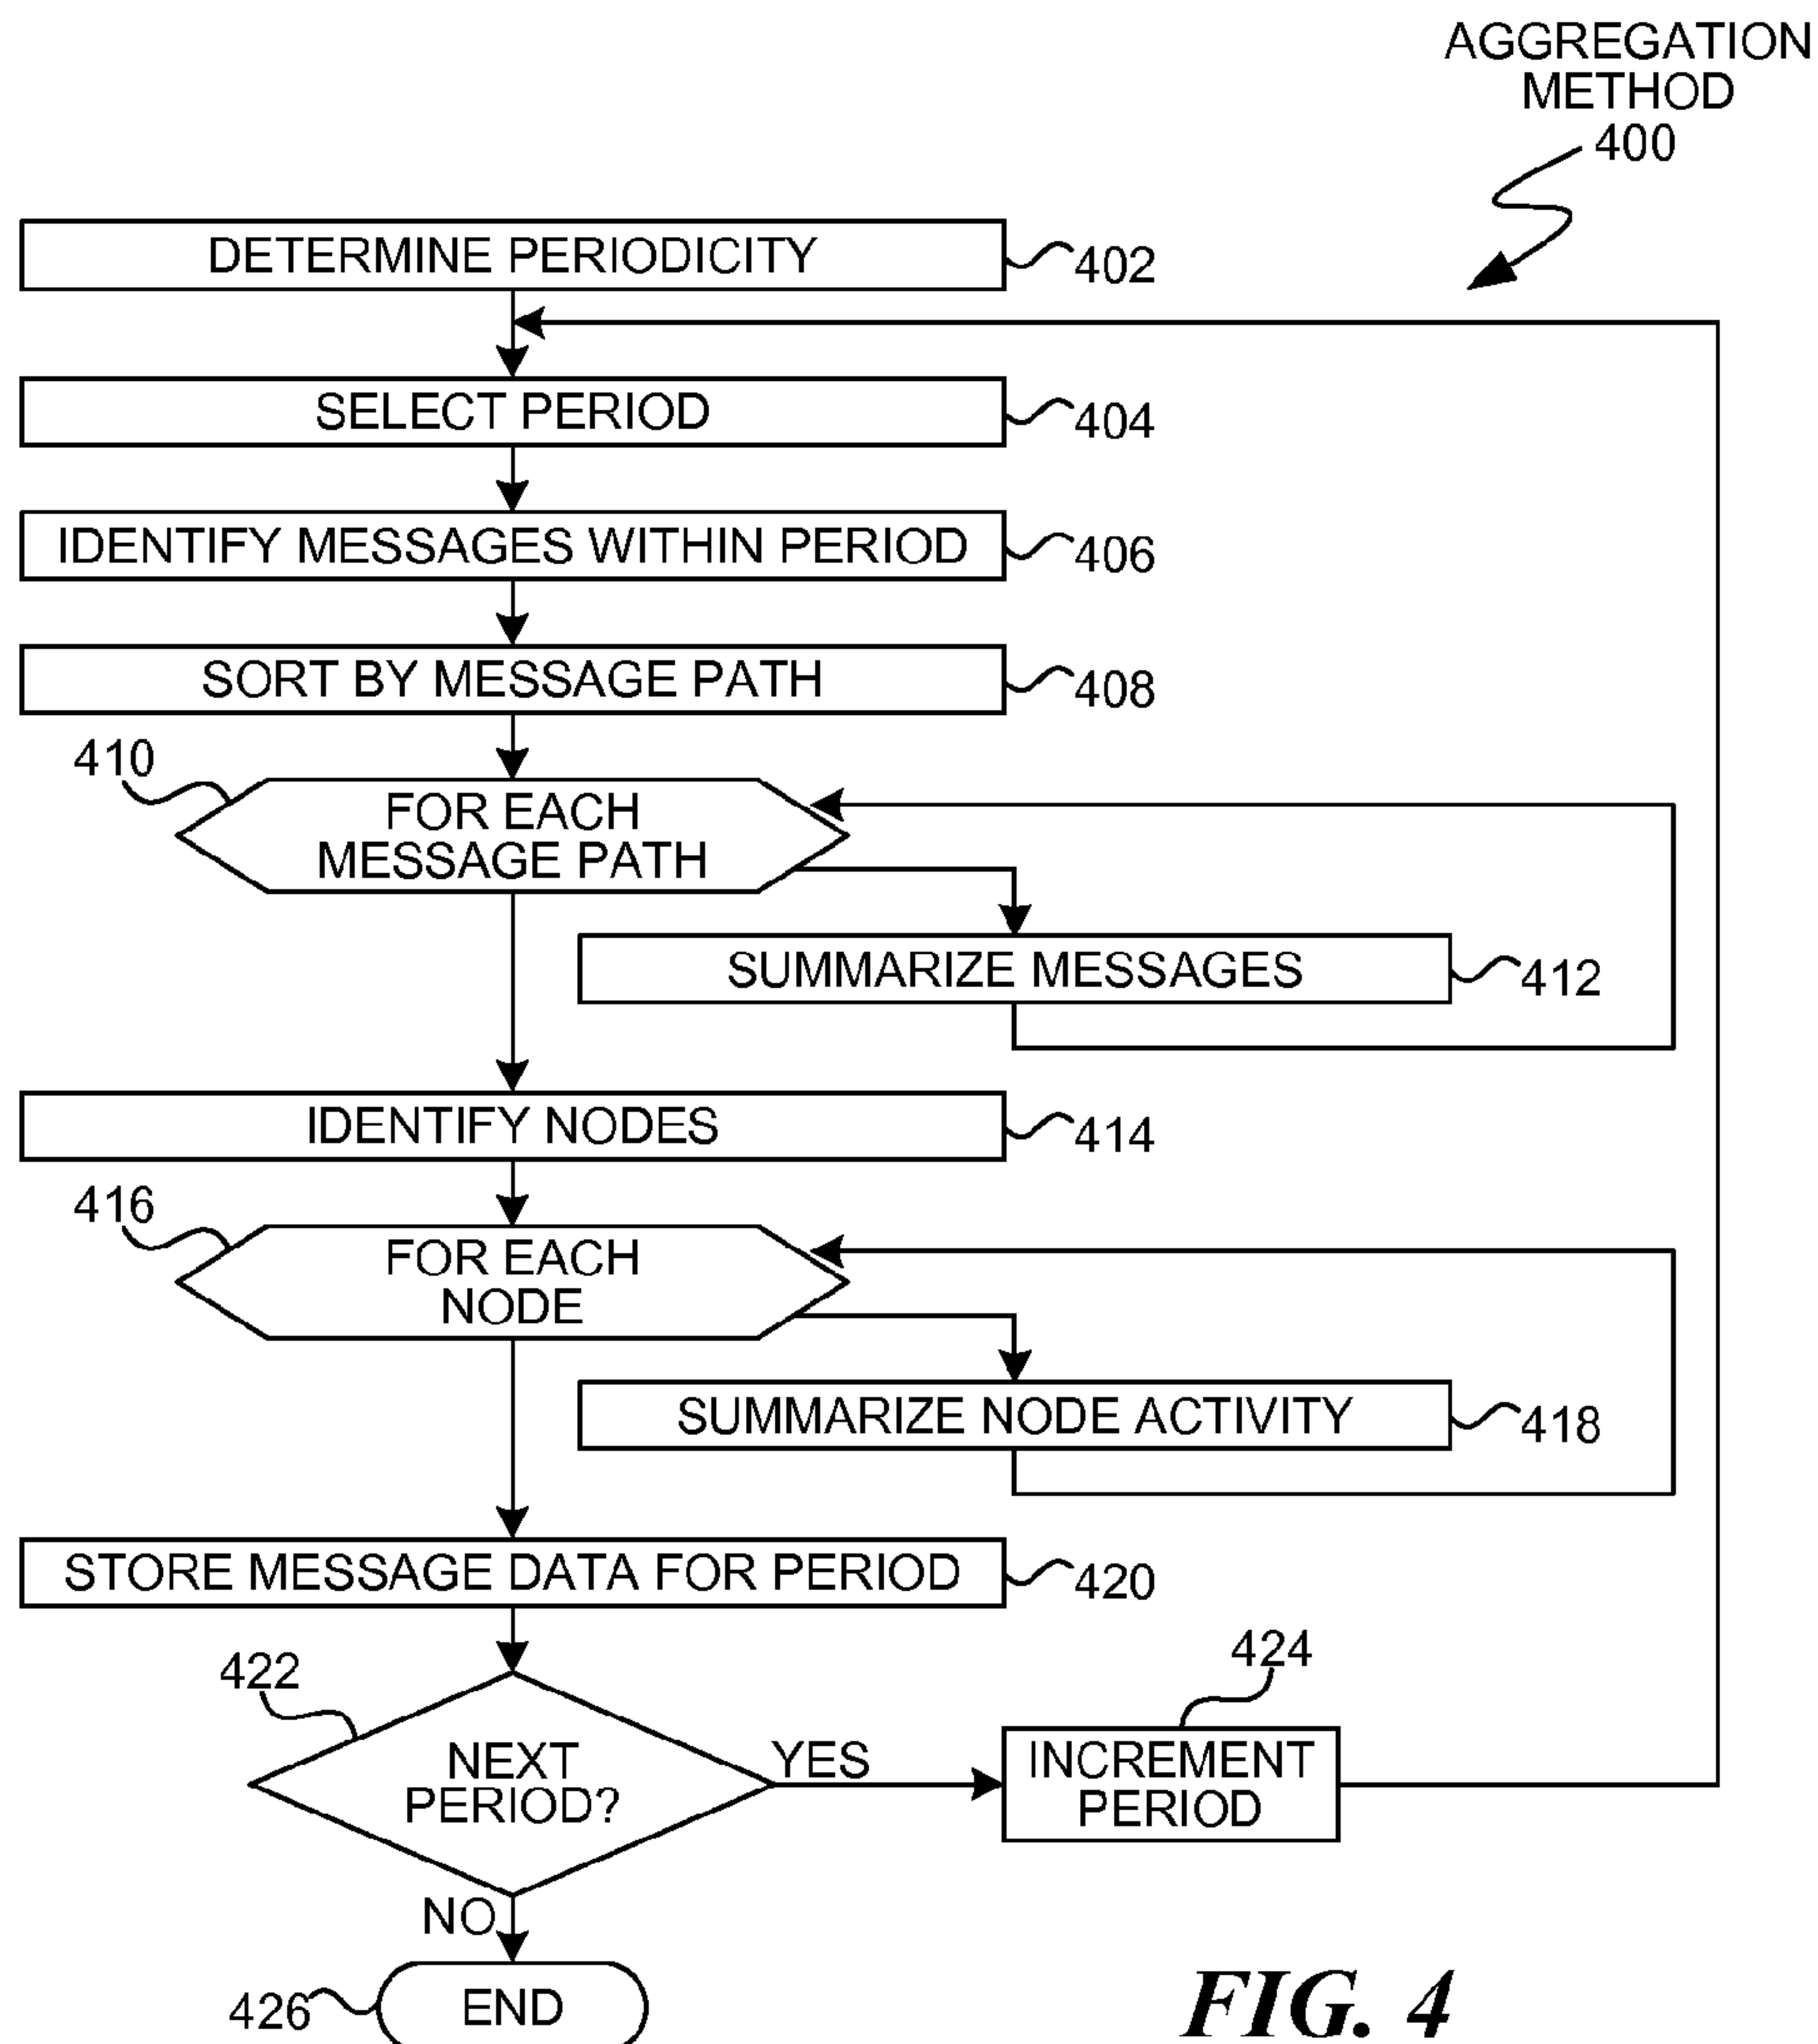 AGGREGATION
METHOD
400
DETERMINE PERIODICITY
402
SELECT PERIOD
404
IDENTIFY MESSAGES WITHIN PERIOD
406
SORT BY MESSAGE PATH
408
410
FOR EACH
MESSAGE PATH
SUMMARIZE MESSAGES
412
IDENTIFY NODES
414
416
FOR EACH
NODE
SUMMARIZE NODE ACTIVITY
418
STORE MESSAGE DATA FOR PERIOD
420
422
NEXT
PERIOD?
YES
424
INCREMENT
PERIOD
NO
426
END
FIG. 4